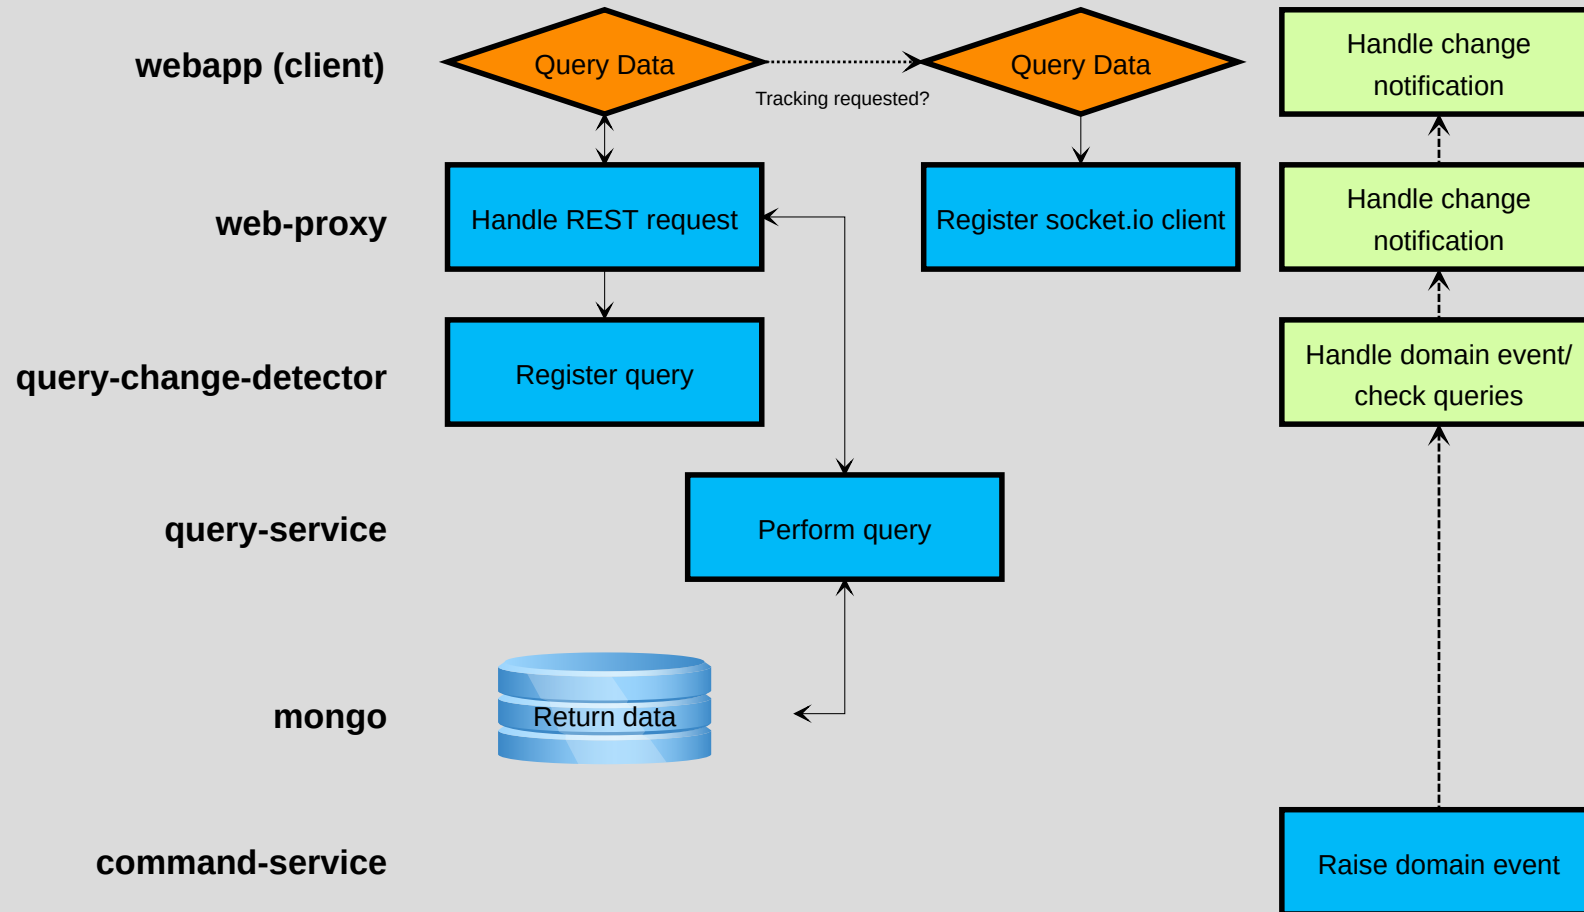 webapp (client)
Query Data
Tracking requested?
Query Data
Handle change
notification
web-proxy
Handle REST request
Register socket.io client
Handle change
notification
query-change-detector
Register query
Handle domain event/
check queries
query-service
Perform query
mongo
Return data
command-service
Raise domain event